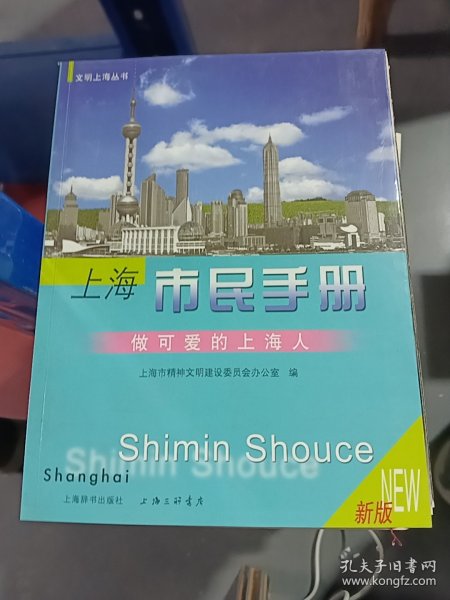 文明上海丛书
上海 市民手册
做可爱的上海人
上海市精神文明建设委员会办公室 编
Shimin Shouce
Shimin Shouce
Shanghai
上海辞书出版社 上海三联书店
NEW
新版
孔夫子旧书网
www.kongfz.com